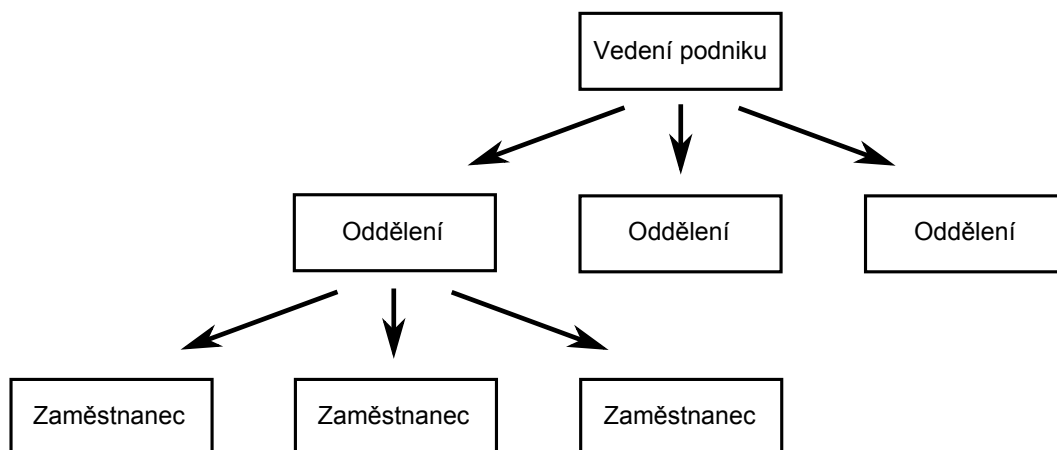 Vedení podniku
Oddělení
Oddělení
Oddělení
Zaměstnanec
Zaměstnanec
Zaměstnanec